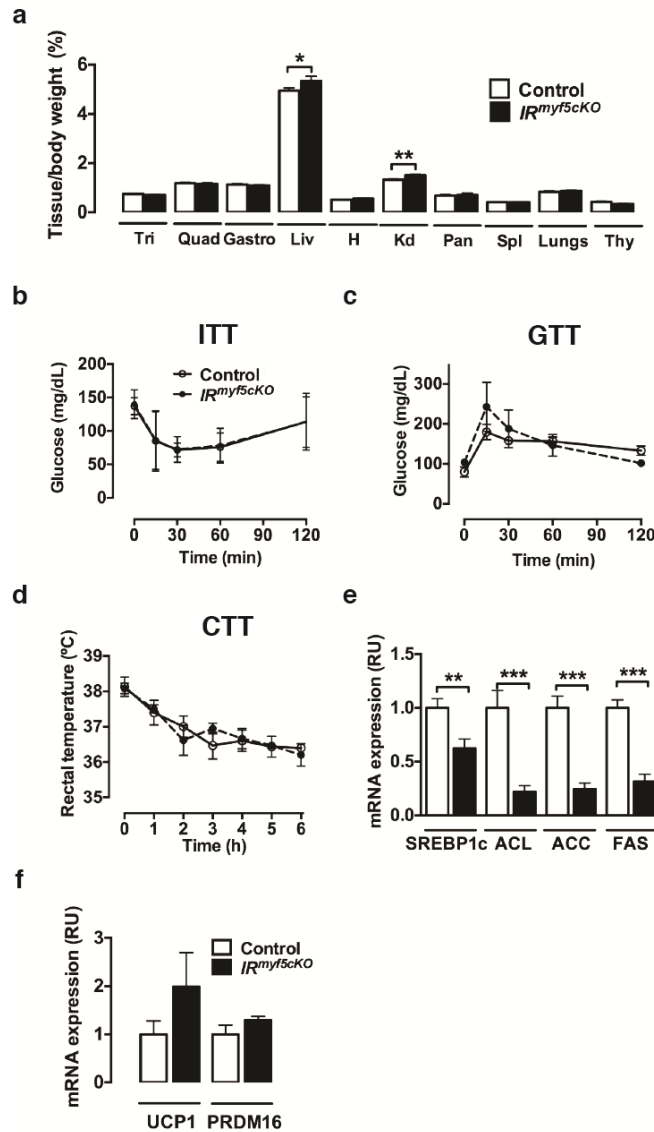 a
Tissue/body weight (%)
6
4
2
0
*
**
Control
IRmyf5cKO
Tri Quad Gastro Liv H Kd Pan Spl Lungs Thy
b
ITT
Glucose (mg/dL)
200
150
100
50
0
Control
IRmyf5cKO
0 30 60 90 120
Time (min)
c
GTT
Glucose (mg/dL)
300
200
100
0
0 30 60 90 120
Time (min)
d
CTT
Rectal temperature (ºC)
39
38
37
36
35
0 1 2 3 4 5 6
Time (h)
e
mRNA expression (RU)
1.5
1.0
0.5
0.0
** *** *** ***
SREBP1c ACL ACC FAS
f
mRNA expression (RU)
3
2
1
0
Control
IRmyf5cKO
UCP1 PRDM16